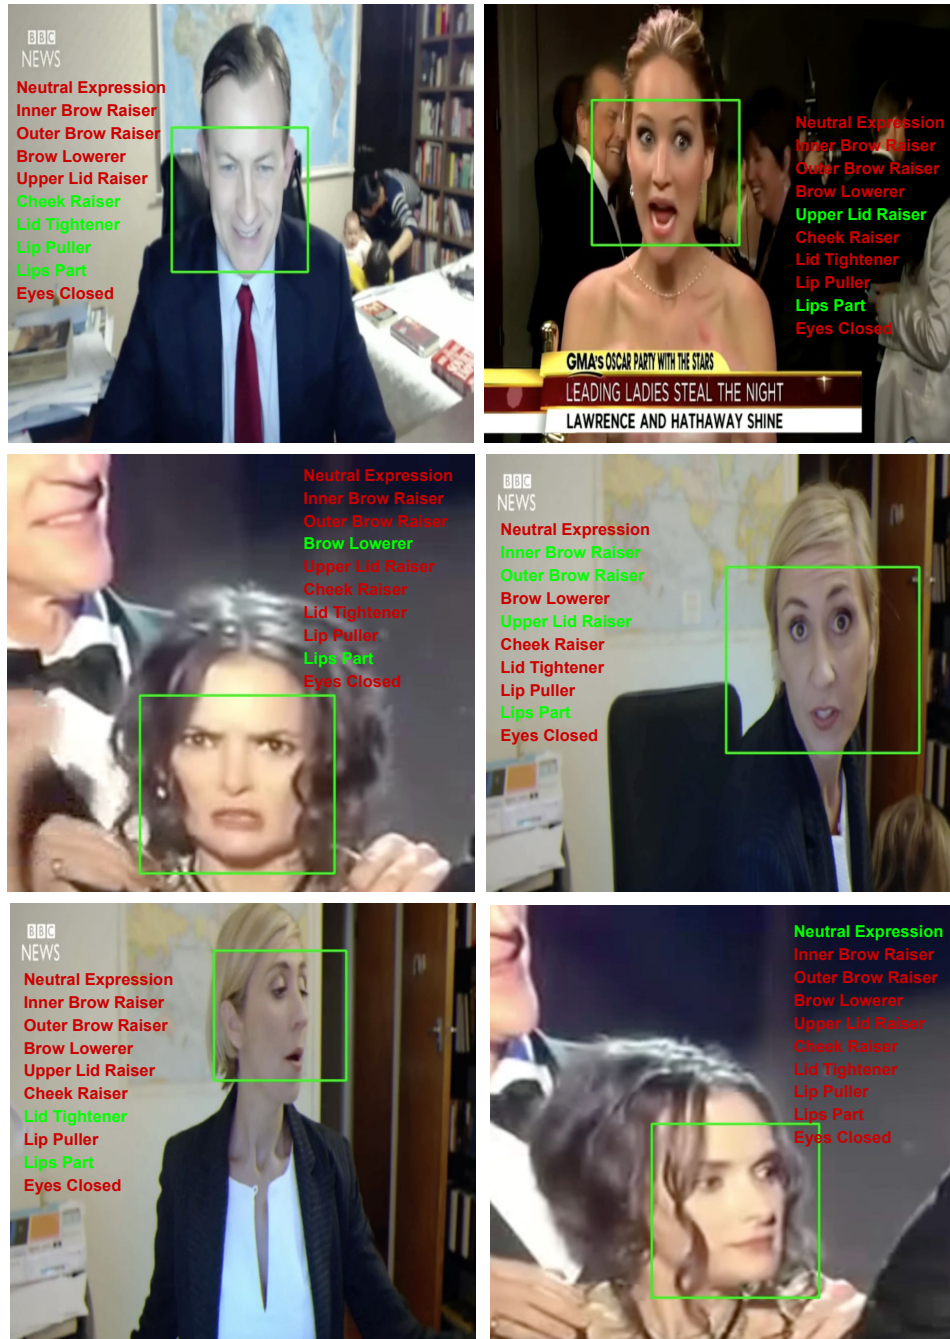 BBC
NEWS
Neutral Expression
Inner Brow Raiser
Outer Brow Raiser
Brow Lowerer
Upper Lid Raiser
Cheek Raiser
Lid Tightener
Lip Puller
Lips Part
Eyes Closed
Neutral Expression
Inner Brow Raiser
Outer Brow Raiser
Brow Lowerer
Upper Lid Raiser
Cheek Raiser
Lid Tightener
Lip Puller
Lips Part
Eyes Closed
GMA's OSCAR PARTY WITH THE STARS
LEADING LADIES STEAL THE NIGHT
LAWRENCE AND HATHAWAY SHINE
Neutral Expression
Inner Brow Raiser
Outer Brow Raiser
Brow Lowerer
Upper Lid Raiser
Cheek Raiser
Lid Tightener
Lip Puller
Lips Part
Eyes Closed
BBC
NEWS
Neutral Expression
Inner Brow Raiser
Outer Brow Raiser
Brow Lowerer
Upper Lid Raiser
Cheek Raiser
Lid Tightener
Lip Puller
Lips Part
Eyes Closed
BBC
NEWS
Neutral Expression
Inner Brow Raiser
Outer Brow Raiser
Brow Lowerer
Upper Lid Raiser
Cheek Raiser
Lid Tightener
Lip Puller
Lips Part
Eyes Closed
Neutral Expression
Inner Brow Raiser
Outer Brow Raiser
Brow Lowerer
Upper Lid Raiser
Cheek Raiser
Lid Tightener
Lip Puller
Lips Part
Eyes Closed